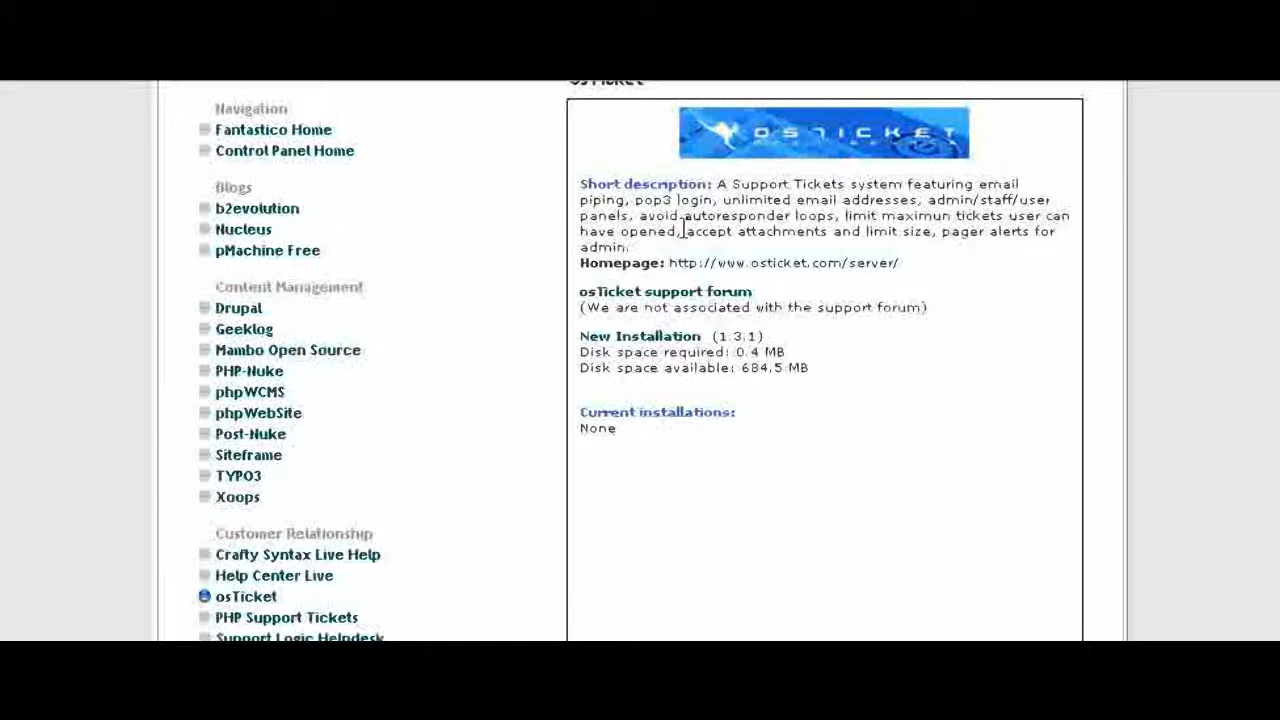 Navigation
Fantastico Home
Control Panel Home
Blogs
b2evolution
Nucleus
pMachine Free
Content Management
Drupal
Geeklog
Mambo Open Source
PHP-Nuke
phpWCMS
phpWebSite
Post-Nuke
Siteframe
TYPO3
Xoops
Customer Relationship
Crafty Syntax Live Help
Help Center Live
osTicket
PHP Support Tickets
Support Logic Helpdesk
osTicket
OSTICKET
Short description: A Support Tickets system featuring email
piping, pop3 login, unlimited email addresses, admin/staff/user
panels, avoid autoresponder loops, limit maximun tickets user can
have opened, accept attachments and limit size, pager alerts for
admin.
Homepage: http://www.osticket.com/server/
osTicket support forum
(We are not associated with the support forum)
New Installation (1.3.1)
Disk space required: 0.4 MB
Disk space available: 684.5 MB
Current installations:
None